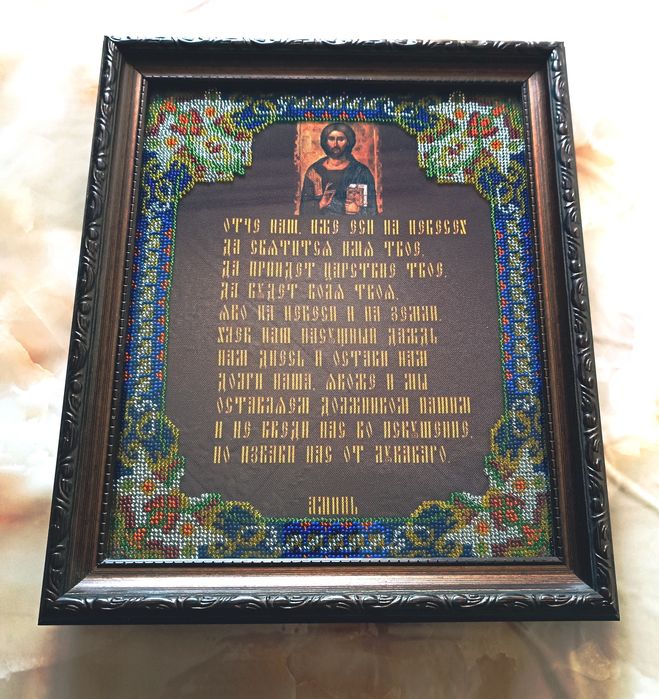 ОТЧЕ НАШ, ИЖЕ ЕСИ НА НЕБЕСЕХ
ДА СВЯТИТСЯ ИМЯ ТВОЕ,
ДА ПРИИДЕТ ЦАРСТВИЕ ТВОЕ,
ДА БУДЕТ ВОЛЯ ТВОЯ,
ЯКО НА НЕБЕСИ И НА ЗЕМЛИ.
ХЛЕБ НАШ НАСУЩНЫЙ ДАЖДЬ
НАМ ДНЕСЬ И ОСТАВИ НАМ
ДОЛГИ НАША, ЯКОЖЕ И МЫ
ОСТАВЛЯЕМ ДОЛЖНИКОМ НАШИМ
И НЕ ВВЕДИ НАС ВО ИСКУШЕНИЕ,
НО ИЗБАВИ НАС ОТ ЛУКАВАГО.
АМИНЬ